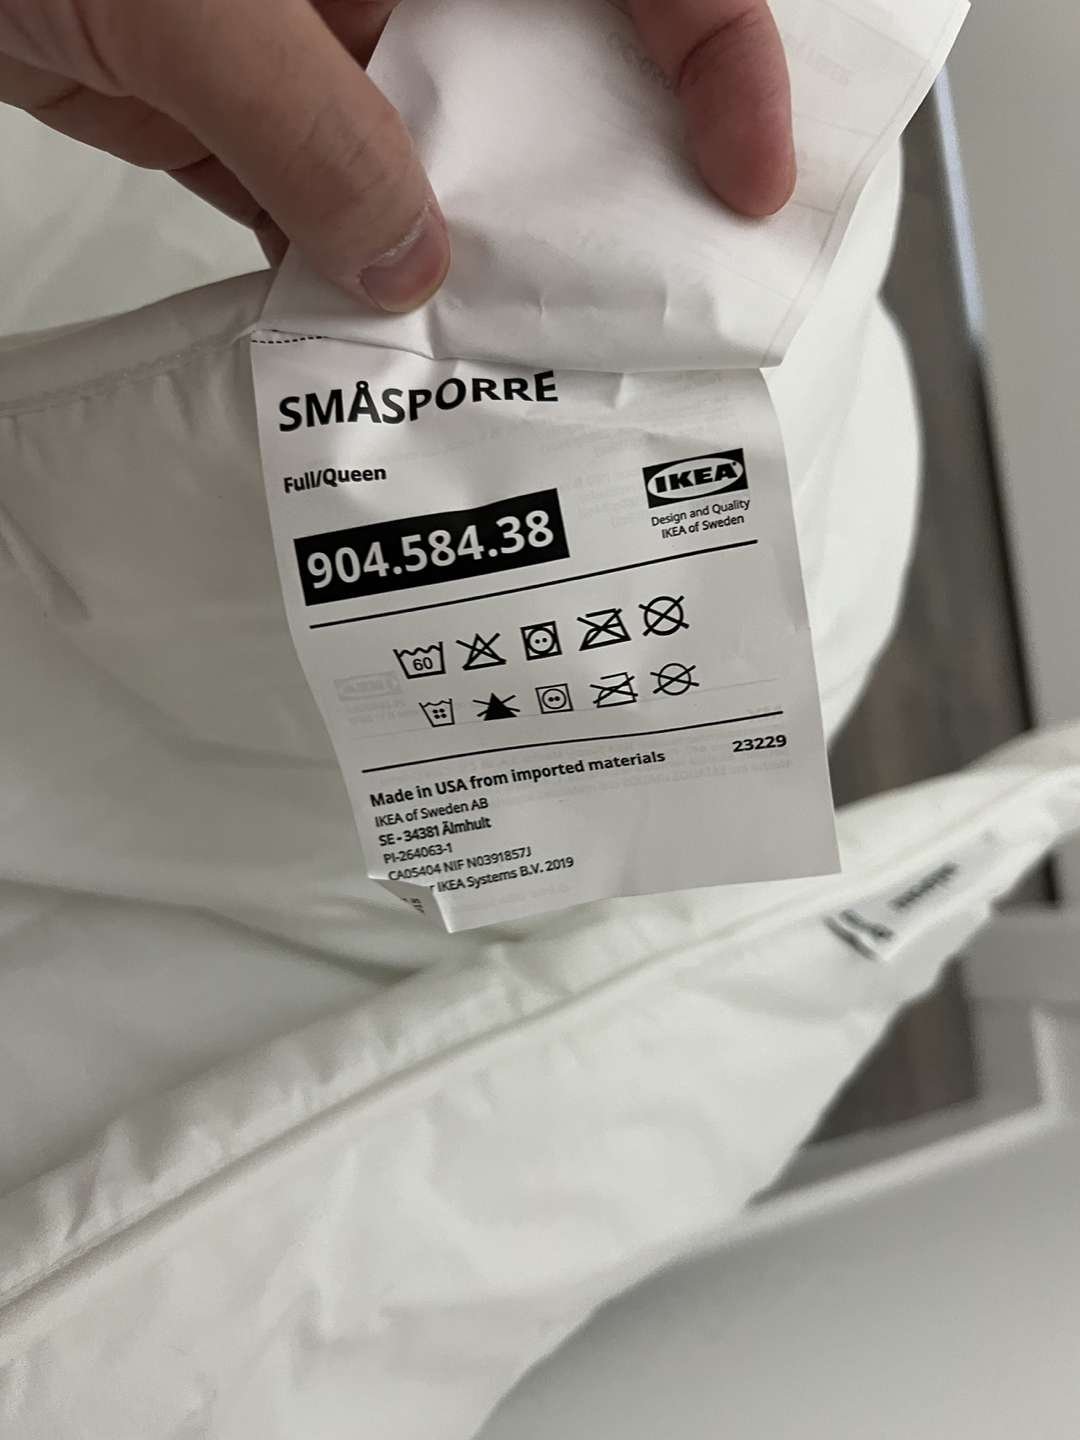 SMÅSPORRE
Full/Queen
904.584.38
IKEA®
Design and Quality
IKEA of Sweden
60
Made in USA from imported materials
23229
IKEA of Sweden AB
SE - 34381 Älmhult
PI-264063-1
CA05404 NIF N0391857J
IKEA Systems B.V. 2019